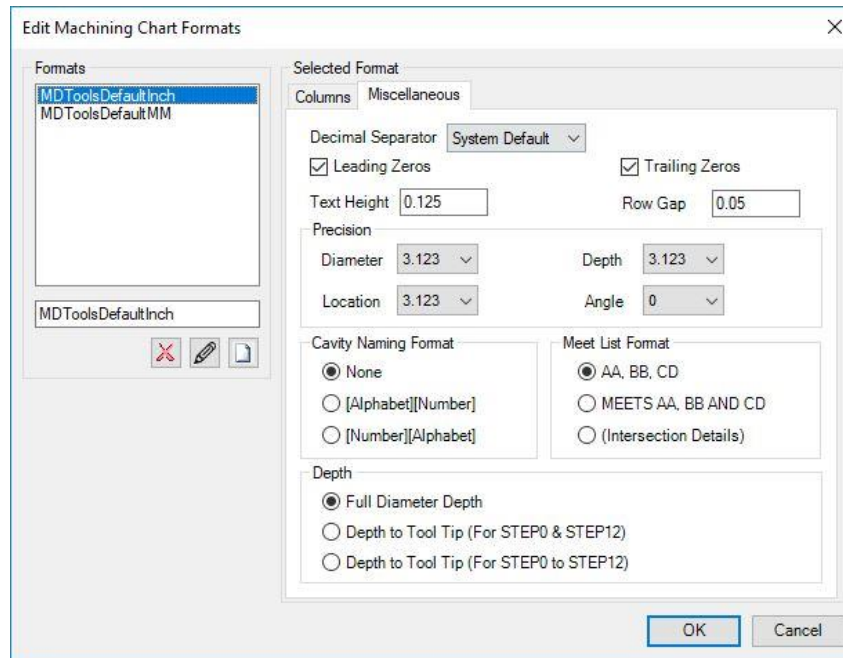 Edit Machining Chart Formats
Formats
MDToolsDefaultInch
MDToolsDefaultMM
MDToolsDefaultInch
Selected Format
Columns Miscellaneous
Decimal Separator System Default
Leading Zeros Trailing Zeros
Text Height 0.125 Row Gap 0.05
Precision
Diameter 3.123 Depth 3.123
Location 3.123 Angle 0
Cavity Naming Format
None
[Alphabet][Number]
[Number][Alphabet]
Meet List Format
AA, BB, CD
MEETS AA, BB AND CD
(Intersection Details)
Depth
Full Diameter Depth
Depth to Tool Tip (For STEP0 & STEP12)
Depth to Tool Tip (For STEP0 to STEP12)
OK Cancel